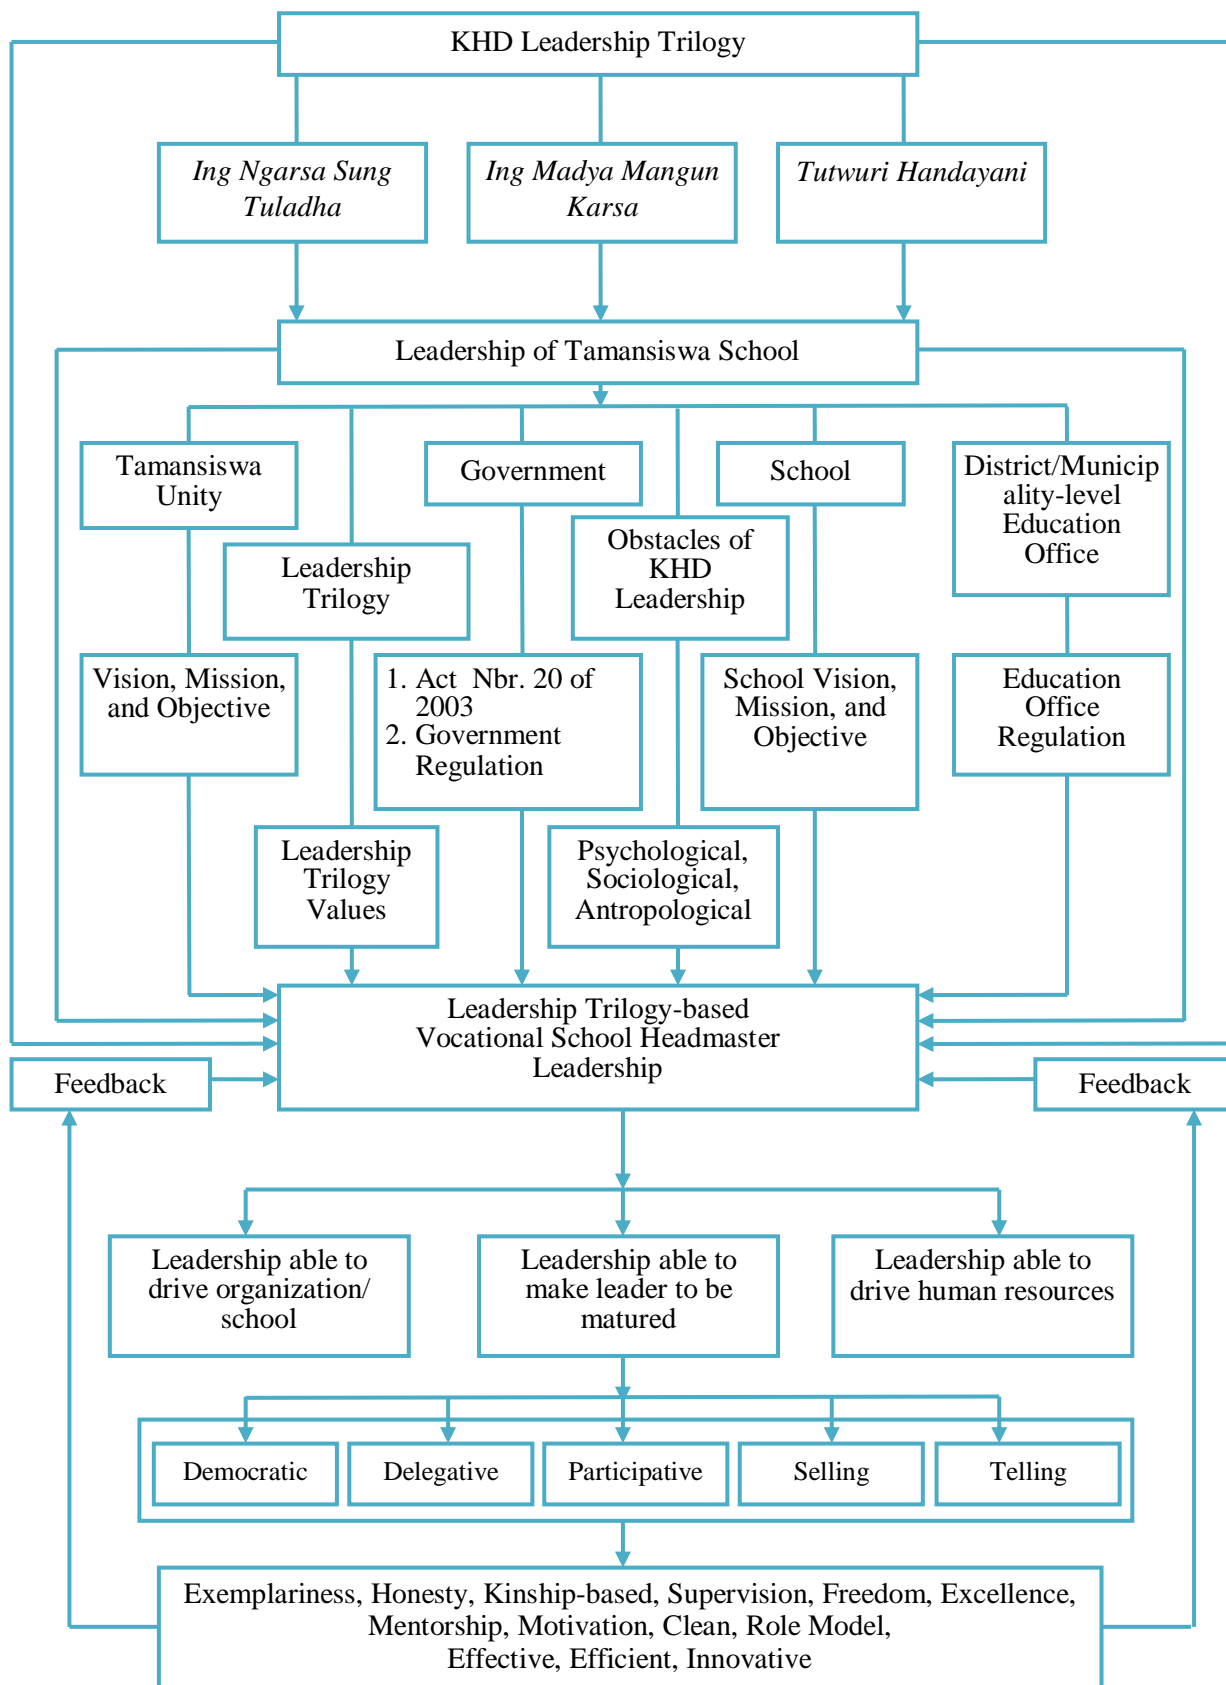 KHD Leadership Trilogy
Ing Ngarsa Sung
Tuladha
Ing Madya Mangun
Karsa
Tutwuri Handayani
Leadership of Tamansiswa School
Tamansiswa
Unity
Government
School
District/Municip
ality-level
Education
Office
Leadership
Trilogy
Obstacles of
KHD
Leadership
Vision, Mission,
and Objective
1. Act Nbr. 20 of
2003
2. Government
Regulation
School Vision,
Mission, and
Objective
Education
Office
Regulation
Leadership
Trilogy
Values
Psychological,
Sociological,
Antropological
Leadership Trilogy-based
Vocational School Headmaster
Leadership
Feedback
Feedback
Leadership able to
drive organization/
school
Leadership able to
make leader to be
matured
Leadership able to
drive human resources
Democratic
Delegative
Participative
Selling
Telling
Exemplariness, Honesty, Kinship-based, Supervision, Freedom, Excellence,
Mentorship, Motivation, Clean, Role Model,
Effective, Efficient, Innovative